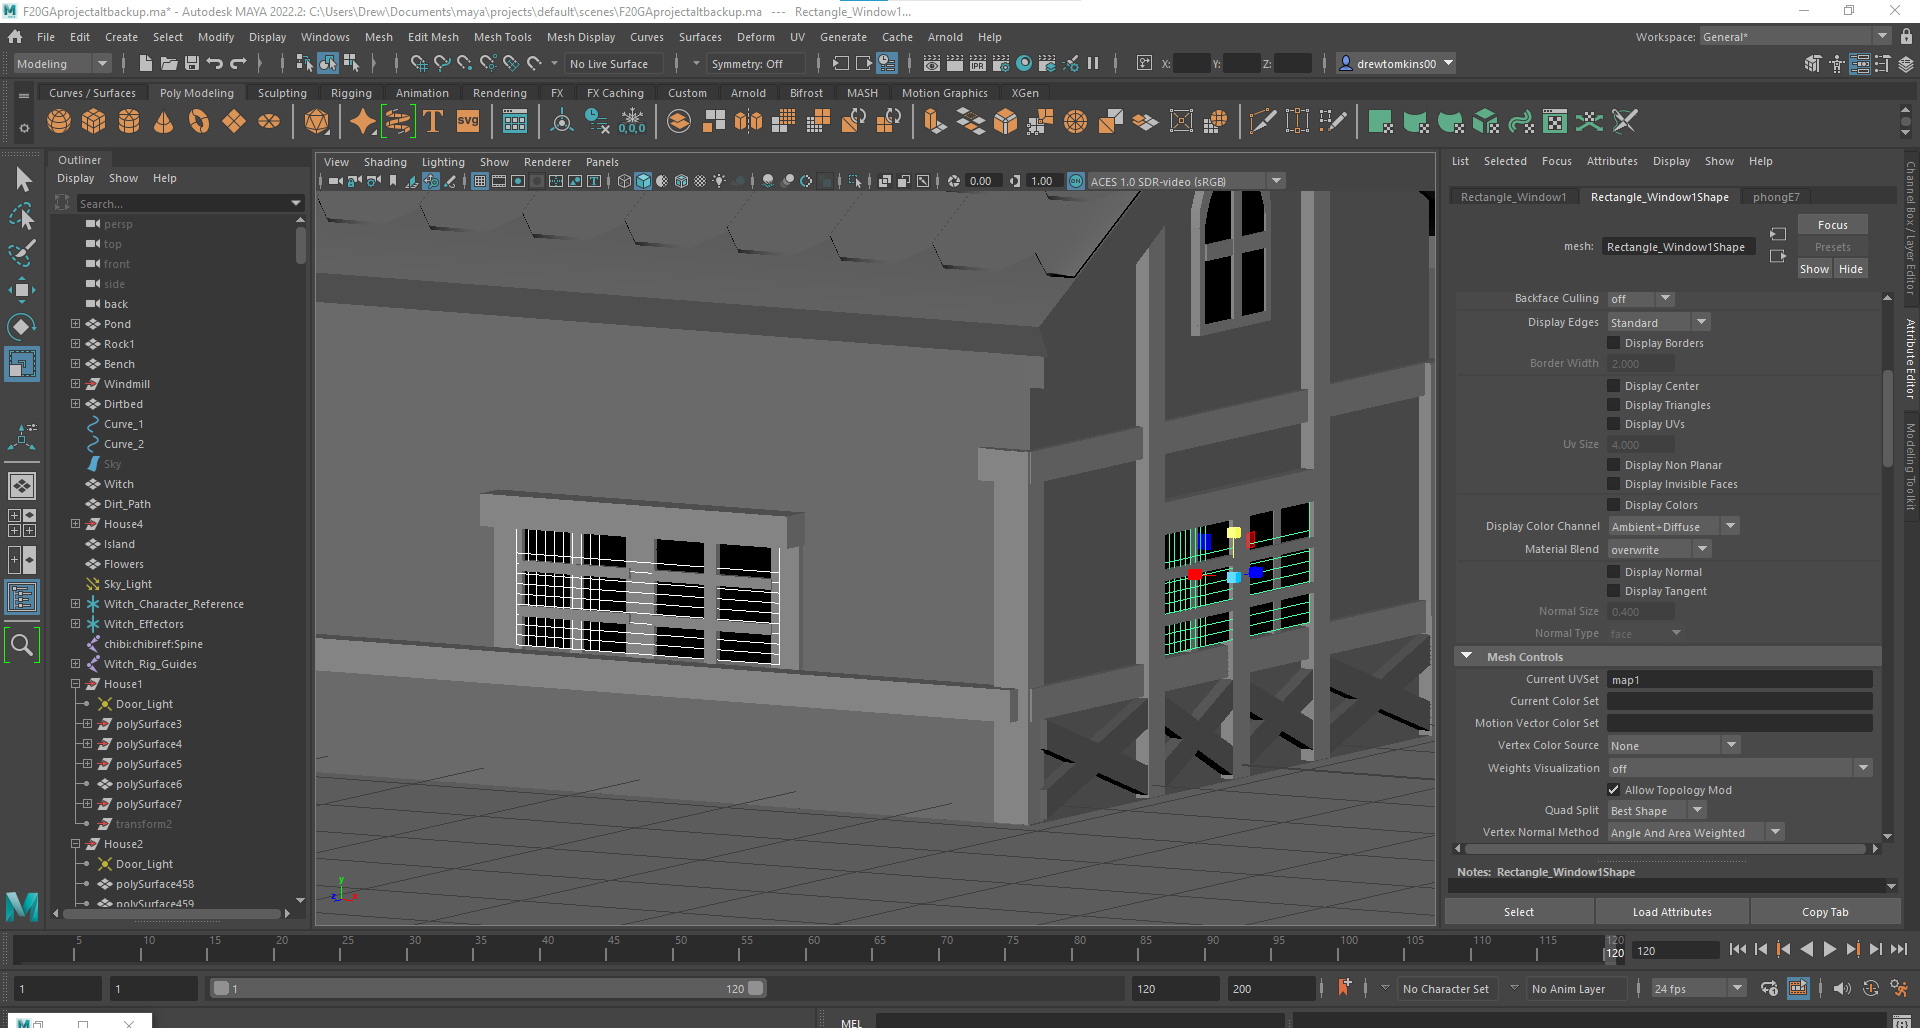 F20GAprojectaltbackup.ma* - Autodesk MAYA 2022.2: C:\Users\Drew\Documents\maya\projects\default\scenes\F20GAprojectaltbackup.ma --- Rectangle_Window1...
File Edit Create Select Modify Display Windows Mesh Edit Mesh Mesh Tools Mesh Display Curves Surfaces Deform UV Generate Cache Arnold Help
Workspace: General*
Modeling
No Live Surface
Symmetry: Off
IPR
X: Y: Z:
drewtomkins00
Curves / Surfaces Poly Modeling Sculpting Rigging Animation Rendering FX FX Caching Custom Arnold Bifrost MASH Motion Graphics XGen
T svg 0,0,0
Outliner
Display Show Help
Search...
persp
top
front
side
back
Pond
Rock1
Bench
Windmill
Dirtbed
Curve_1
Curve_2
Sky
Witch
Dirt_Path
House4
Island
Flowers
Sky_Light
Witch_Character_Reference
Witch_Effectors
chibi:chibiref:Spine
Witch_Rig_Guides
House1
Door_Light
polySurface3
polySurface4
polySurface5
polySurface6
polySurface7
transform2
House2
Door_Light
polySurface458
polySurface459
View Shading Lighting Show Renderer Panels
0.00 1.00 ON ACES 1.0 SDR-video (sRGB)
y
z x
List Selected Focus Attributes Display Show Help
Rectangle_Window1 Rectangle_Window1Shape phongE7
mesh: Rectangle_Window1Shape
Focus
Presets
Show Hide
Backface Culling off
Display Edges Standard
Display Borders
Border Width 2.000
Display Center
Display Triangles
Display UVs
Uv Size 4.000
Display Non Planar
Display Invisible Faces
Display Colors
Display Color Channel Ambient+Diffuse
Material Blend overwrite
Display Normal
Display Tangent
Normal Size 0.400
Normal Type face
Mesh Controls
Current UVSet map1
Current Color Set
Motion Vector Color Set
Vertex Color Source None
Weights Visualization off
Allow Topology Mod
Quad Split Best Shape
Vertex Normal Method Angle And Area Weighted
Notes: Rectangle_Window1Shape
Select Load Attributes Copy Tab
Channel Box / Layer Editor
Attribute Editor
Modeling Toolkit
5 10 15 20 25 30 35 40 45 50 55 60 65 70 75 80 85 90 95 100 105 110 115 120
120 120
1 1 1 120 120 200 No Character Set No Anim Layer 24 fps
MEL